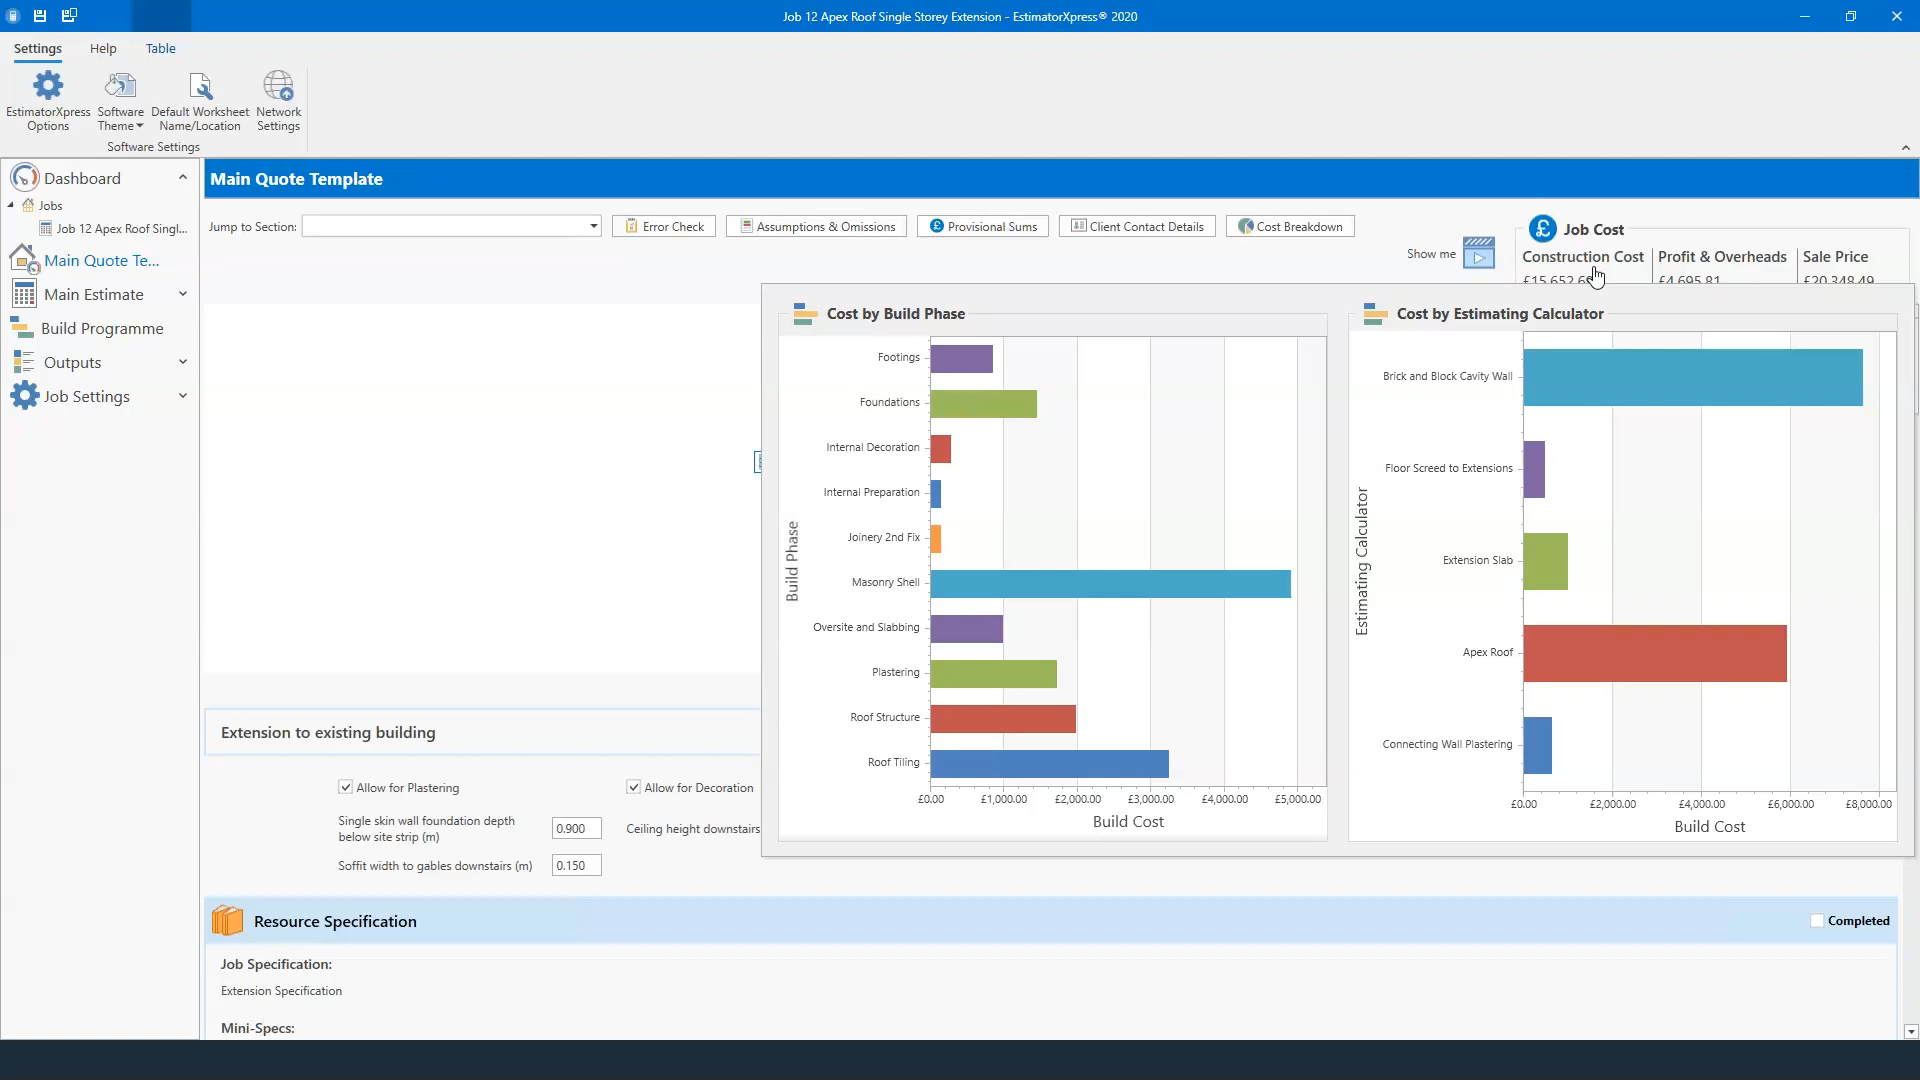 Job 12 Apex Roof Single Storey Extension - EstimatorXpress® 2020
Settings
Help
Table
EstimatorXpress
Options
Software
Theme
Default Worksheet
Name/Location
Network
Settings
Software Settings
Dashboard
Jobs
Job 12 Apex Roof Singl...
Main Quote Te...
Main Estimate
Build Programme
Outputs
Job Settings
Main Quote Template
Jump to Section:
Error Check
Assumptions & Omissions
Provisional Sums
Client Contact Details
Cost Breakdown
Show me
Job Cost
Construction Cost
Profit & Overheads
Sale Price
£4,695.81
£20,348.49
Cost by Build Phase
Footings
Foundations
Internal Decoration
Internal Preparation
Joinery 2nd Fix
Masonry Shell
Oversite and Slabbing
Plastering
Roof Structure
Roof Tiling
Build Phase
£0.00
£1,000.00
£2,000.00
£3,000.00
£4,000.00
£5,000.00
Build Cost
Cost by Estimating Calculator
Brick and Block Cavity Wall
Floor Screed to Extensions
Extension Slab
Apex Roof
Connecting Wall Plastering
Estimating Calculator
£0.00
£2,000.00
£4,000.00
£6,000.00
£8,000.00
Build Cost
Extension to existing building
Allow for Plastering
Allow for Decoration
Single skin wall foundation depth
below site strip (m)
0.900
Ceiling height downstairs
Soffit width to gables downstairs (m)
0.150
Resource Specification
Completed
Job Specification:
Extension Specification
Mini-Specs: